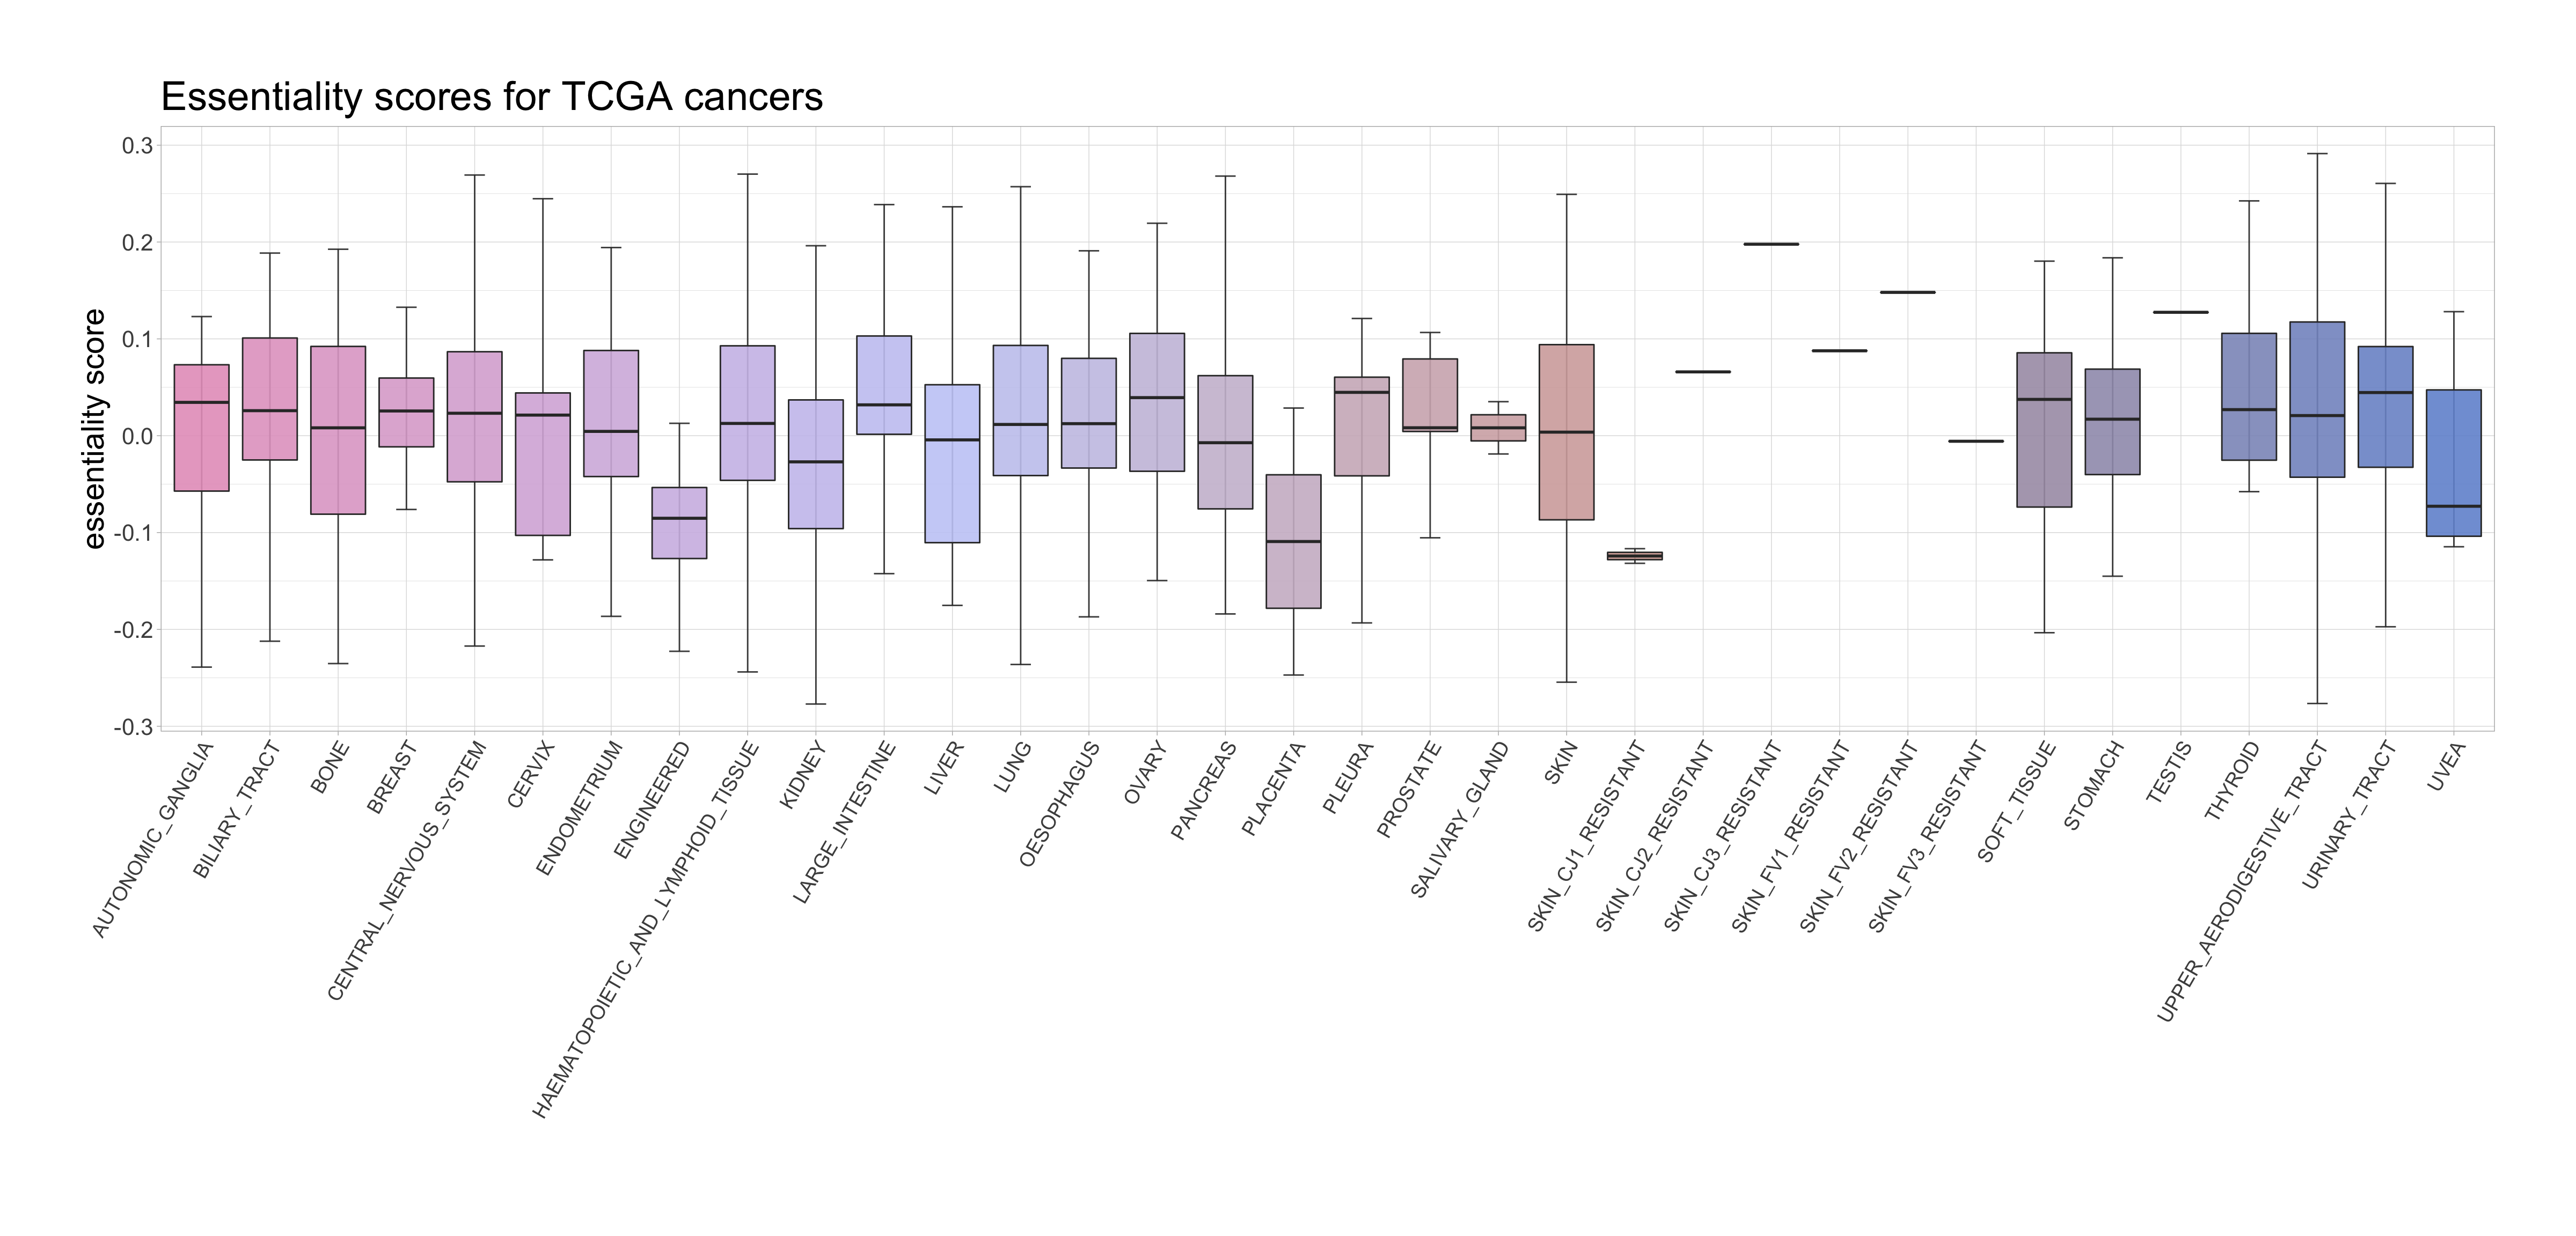 Essentiality scores for TCGA cancers
essentiality score
0.3
0.2
0.1
0.0
-0.1
-0.2
-0.3
AUTONOMIC_GANGLIA
BILIARY_TRACT
BONE
BREAST
CENTRAL_NERVOUS_SYSTEM
CERVIX
ENDOMETRIUM
ENGINEERED
HAEMATOPOIETIC_AND_LYMPHOID_TISSUE
KIDNEY
LARGE_INTESTINE
LIVER
LUNG
OESOPHAGUS
OVARY
PANCREAS
PLACENTA
PLEURA
PROSTATE
SALIVARY_GLAND
SKIN
SKIN_CJ1_RESISTANT
SKIN_CJ2_RESISTANT
SKIN_CJ3_RESISTANT
SKIN_FV1_RESISTANT
SKIN_FV2_RESISTANT
SKIN_FV3_RESISTANT
SOFT_TISSUE
STOMACH
TESTIS
THYROID
UPPER_AERODIGESTIVE_TRACT
URINARY_TRACT
UVEA